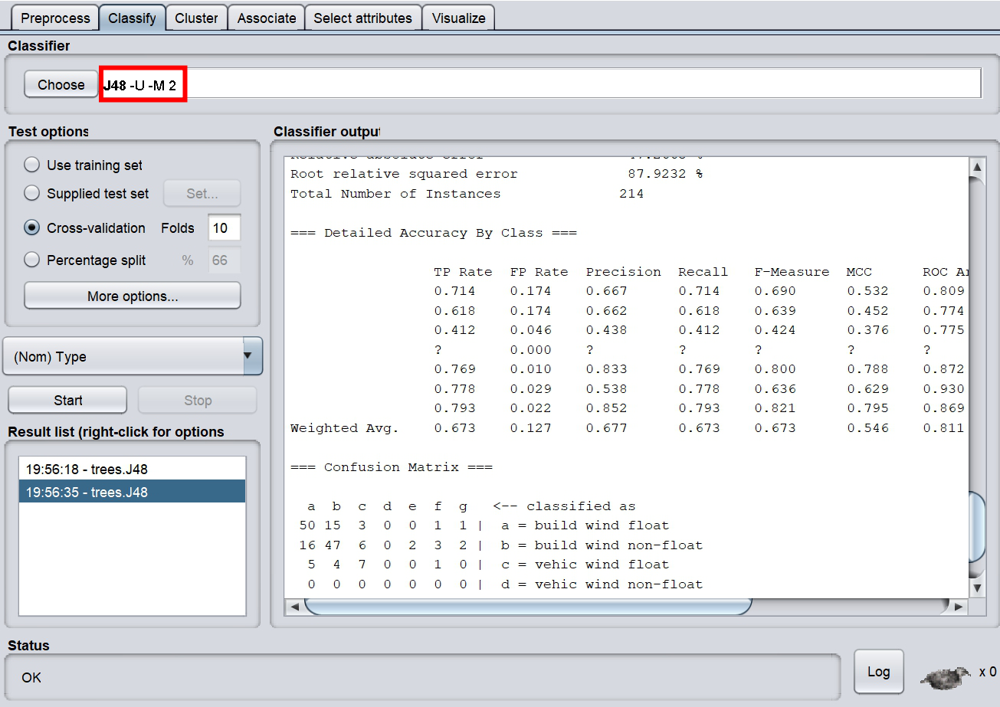 Preprocess Classify Cluster Associate Select attributes Visualize
Classifier
Choose J48 -U -M 2
Test options
Use training set
Supplied test set Set...
Cross-validation Folds 10
Percentage split % 66
More options...
(Nom) Type
Start Stop
Result list (right-click for options
19:56:18 - trees.J48
19:56:35 - trees.J48
Classifier output
Root relative squared error 87.9232 %
Total Number of Instances 214
=== Detailed Accuracy By Class ===
TP Rate FP Rate Precision Recall F-Measure MCC ROC
0.714 0.174 0.667 0.714 0.690 0.532 0.809
0.618 0.174 0.662 0.618 0.639 0.452 0.774
0.412 0.046 0.438 0.412 0.424 0.376 0.775
? 0.000 ? ? ? ? ?
0.769 0.010 0.833 0.769 0.800 0.788 0.872
0.778 0.029 0.538 0.778 0.636 0.629 0.930
0.793 0.022 0.852 0.793 0.821 0.795 0.869
Weighted Avg. 0.673 0.127 0.677 0.673 0.673 0.546 0.811
=== Confusion Matrix ===
a b c d e f g <-- classified as
50 15 3 0 0 1 1 | a = build wind float
16 47 6 0 2 3 2 | b = build wind non-float
5 4 7 0 0 1 0 | c = vehic wind float
0 0 0 0 0 0 0 | d = vehic wind non-float
Status
OK
Log x 0